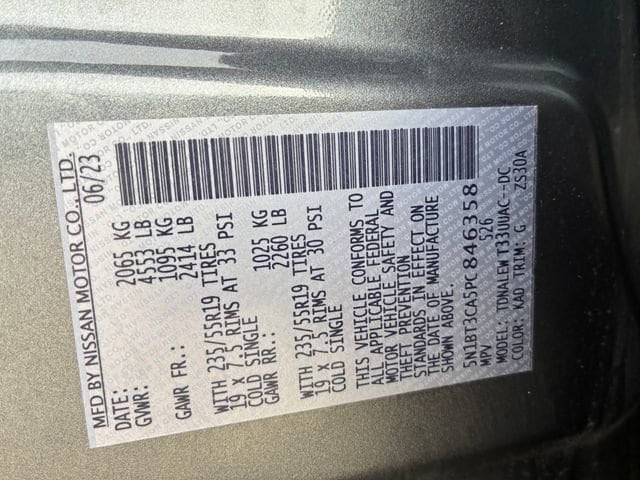 MFD BY NISSAN MOTOR CO., LTD.
DATE: 06/23
GVWR: 2065 KG
4553 LB
GAWR FR.: 1095 KG
2414 LB
WITH 235/55R19 TIRES
19 X 7.5 RIMS AT 33 PSI
COLD SINGLE
GAWR RR.: 1025 KG
2260 LB
WITH 235/55R19 TIRES
19 X 7.5 RIMS AT 30 PSI
COLD SINGLE
THIS VEHICLE CONFORMS TO
ALL APPLICABLE FEDERAL
MOTOR VEHICLE SAFETY AND
THEFT PREVENTION
STANDARDS IN EFFECT ON
THE DATE OF MANUFACTURE
SHOWN ABOVE.
5N1BT3CA5PC846358
MPV 526
MODEL: TDNALEW T33UUAC--DC
COLOR: KAD TRIM: G ZS30A